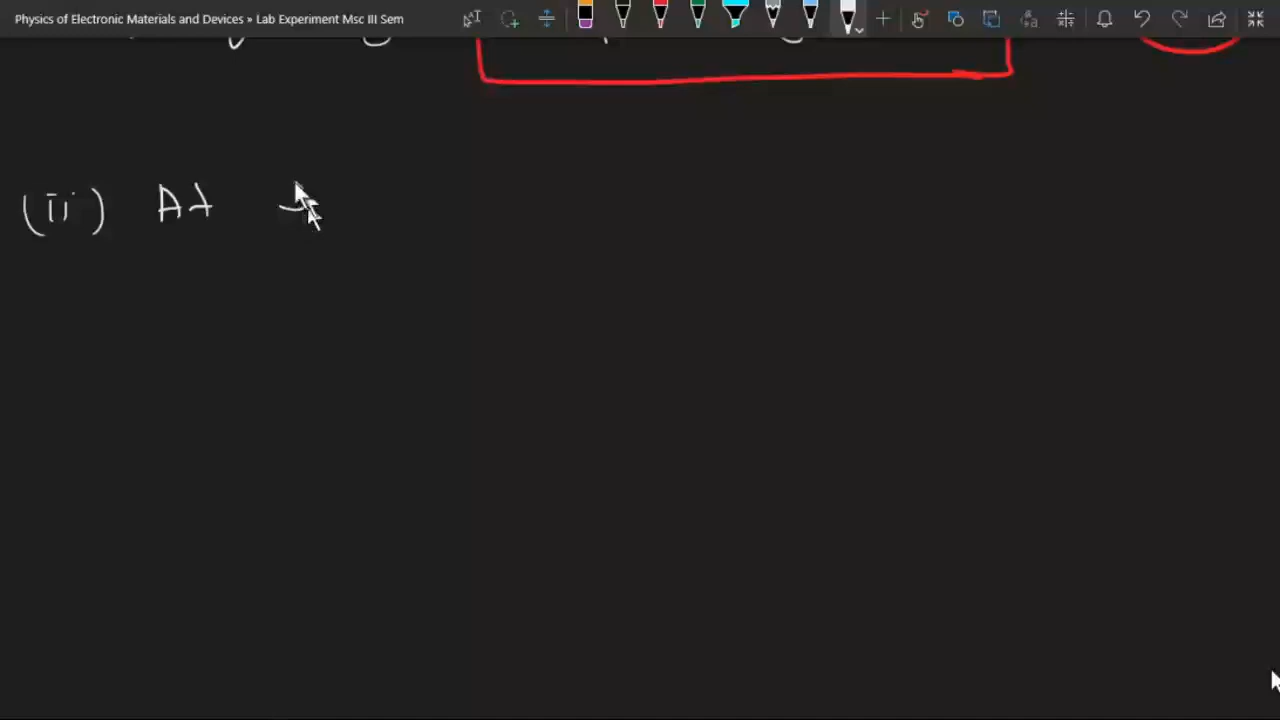 Physics of Electronic Materials and Devices » Lab Experiment Msc III Sem
(ii) At